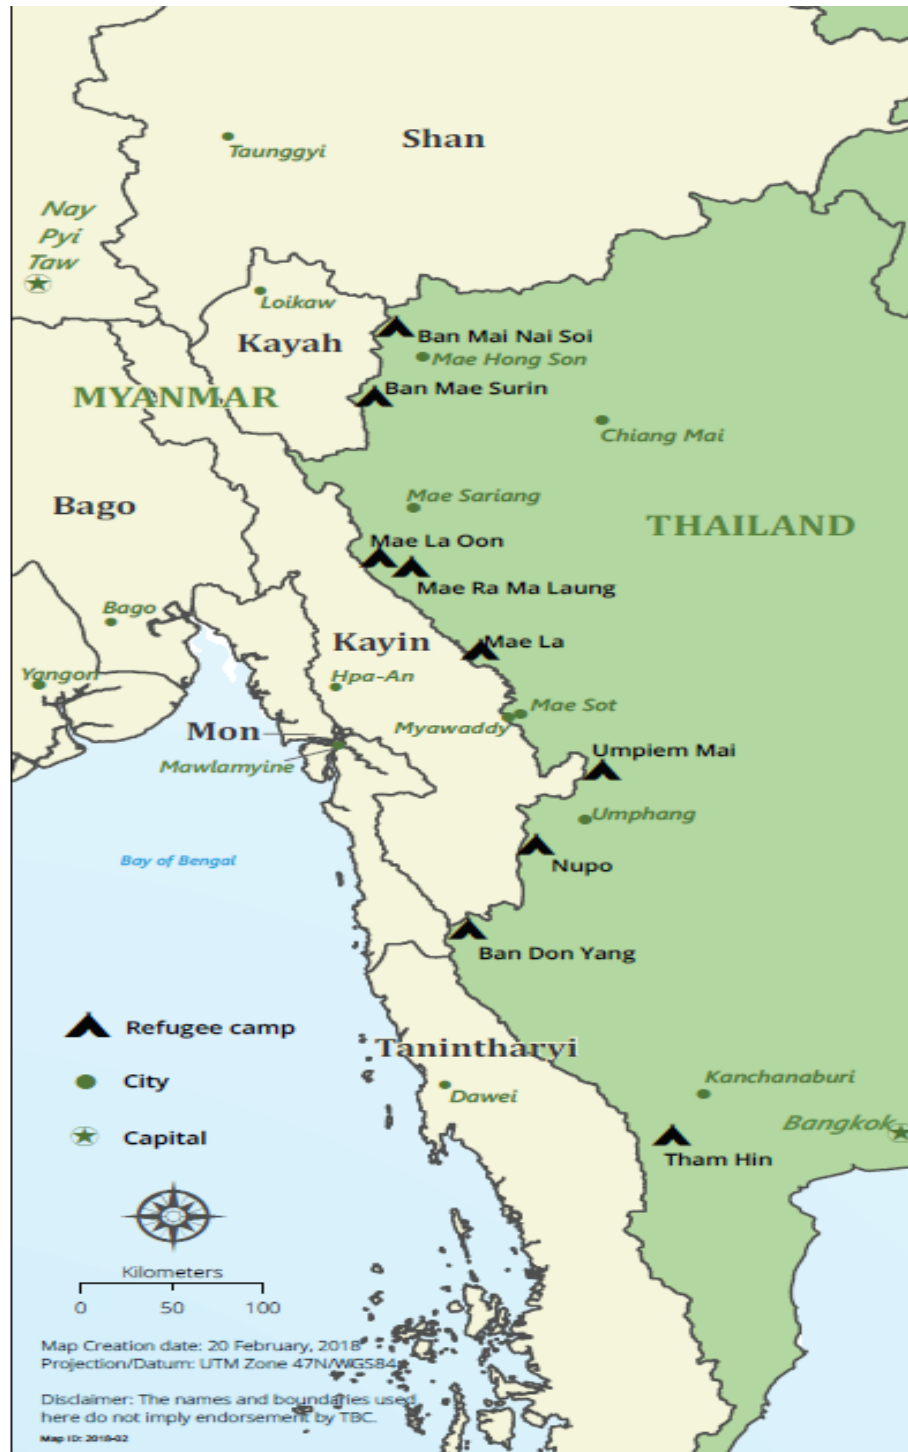 Shan
Taunggyi
Nay
Pyi
Taw
Loikaw
Kayah
Ban Mai Nai Soi
Mae Hong Son
Ban Mae Surin
MYANMAR
Chiang Mai
Bago
Mae Sariang
THAILAND
Mae La Oon
Mae Ra Ma Laung
Bago
Kayin
Mae La
Yangon
Hpa-An
Mae Sot
Myawaddy
Mon
Mawlamyine
Umpiem Mai
Umphang
Bay of Bengal
Nupo
Ban Don Yang
Refugee camp
Tanintharyi
City
Kanchanaburi
Dawei
Capital
Bangkok
Tham Hin
Kilometers
0 50 100
Map Creation date: 20 February, 2018
Projection/Datum: UTM Zone 47N/WGS84
Disclaimer: The names and boundaries used
here do not imply endorsement by TBC.
Map ID: 2018-02